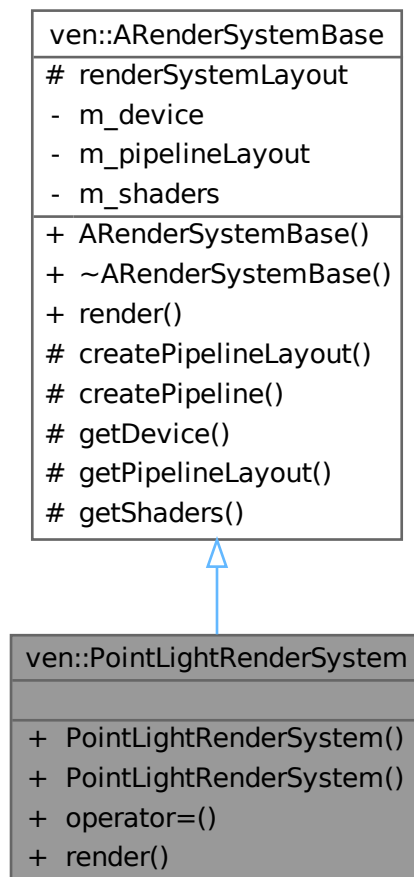 ven::ARenderSystemBase
# renderSystemLayout
- m_device
- m_pipelineLayout
- m_shaders
+ ARenderSystemBase()
+ ~ARenderSystemBase()
+ render()
# createPipelineLayout()
# createPipeline()
# getDevice()
# getPipelineLayout()
# getShaders()
ven::PointLightRenderSystem
+ PointLightRenderSystem()
+ PointLightRenderSystem()
+ operator=()
+ render()